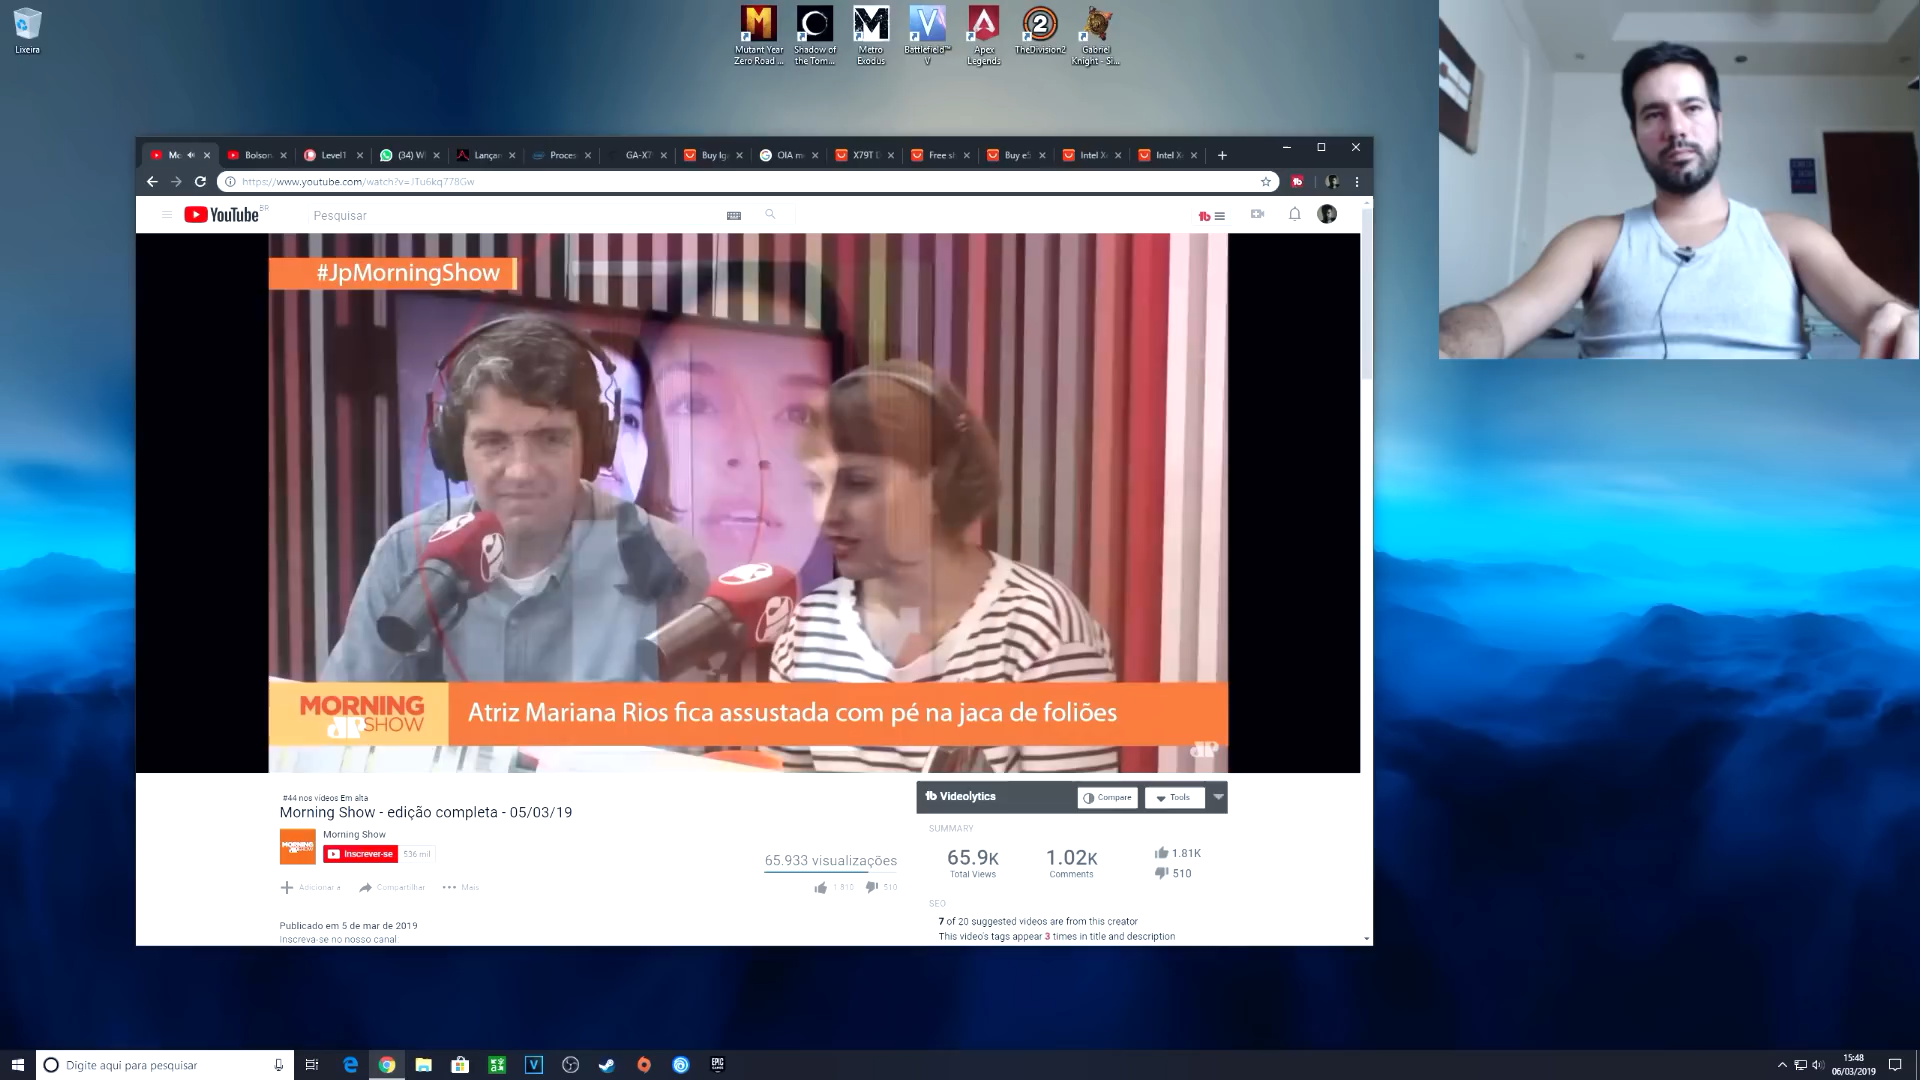 Lixeira
Mutant Year
Zero Road ...
Shadow of
the Tom...
Metro
Exodus
Battlefield™
V
Apex
Legends
TheDivision2
Gabriel
Knight - Si...
Bolson
Level1
(34) W
Lançar
Proces
GA-X7
Buy Ig
OIA m
X79T D
Free s
Buy e5
Intel X
Intel X
https://www.youtube.com/watch?v=JTu6kq778Gw
YouTube BR
Pesquisar
#JpMorningShow
MORNING
JP SHOW
Atriz Mariana Rios fica assustada com pé na jaca de foliões
JP
#44 nos vídeos Em alta
Morning Show - edição completa - 05/03/19
Morning Show
Inscrever-se 536 mil
65.933 visualizações
Adicionar a
Compartilhar
Mais
1.810
510
Publicado em 5 de mar de 2019
Inscreva-se no nosso canal:
Videolytics
Compare
Tools
SUMMARY
65.9K
Total Views
1.02K
Comments
1.81K
510
SEO
7 of 20 suggested videos are from this creator
This video's tags appear 3 times in title and description
Digite aqui para pesquisar
EPIC
GAMES
15:48
06/03/2019